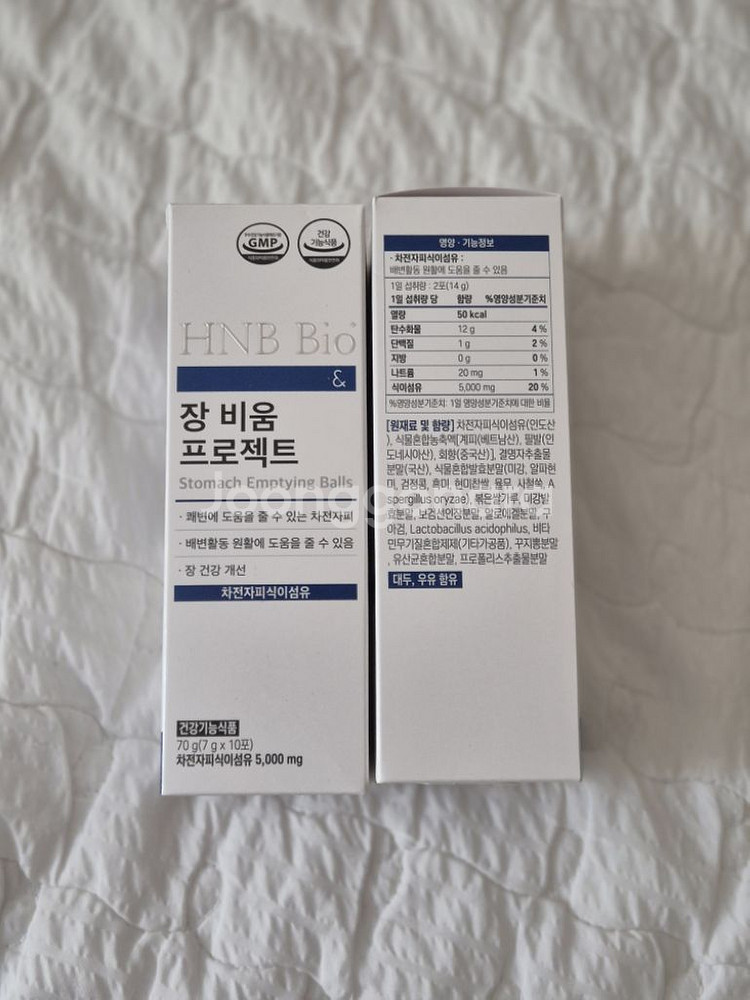 GMP
건강
기능식품
HNB Bio
&
장 비움
프로젝트
Stomach Emptying Balls
· 쾌변에 도움을 줄 수 있는 차전자피
· 배변활동 원활에 도움을 줄 수 있음
· 장 건강 개선
차전자피식이섬유
건강기능식품
70 g(7 g x 10포)
차전자피식이섬유 5,000 mg
영양 · 기능정보
· 차전자피식이섬유 :
배변활동 원활에 도움을 줄 수 있음
1일 섭취량 : 2포(14 g)
1일 섭취량 당 함량 %영양성분기준치
열량 50 kcal
탄수화물 12 g 4 %
단백질 1 g 2 %
지방 0 g 0 %
나트륨 20 mg 1 %
식이섬유 5,000 mg 20 %
%영양성분기준치: 1일 영양성분기준치에 대한 비율
[원재료 및 함량] 차전자피식이섬유(인도산
), 식물혼합농축액[계피(베트남산), 필발(인
도네시아산), 회향(중국산)], 결명자추출물
분말(국산), 식물혼합발효분말(미강, 알파현
미, 검정콩, 흑미, 현미찹쌀, 율무, 사철쑥, A
spergillus oryzae), 볶은쌀가루, 미강발
효분말, 보검선인장분말, 알로에겔분말, 구
아검, Lactobacillus acidophilus, 비타
민무기질혼합제제(기타가공품), 꾸지뽕분말
, 유산균혼합분말, 프로폴리스추출물분말
대두, 우유 함유